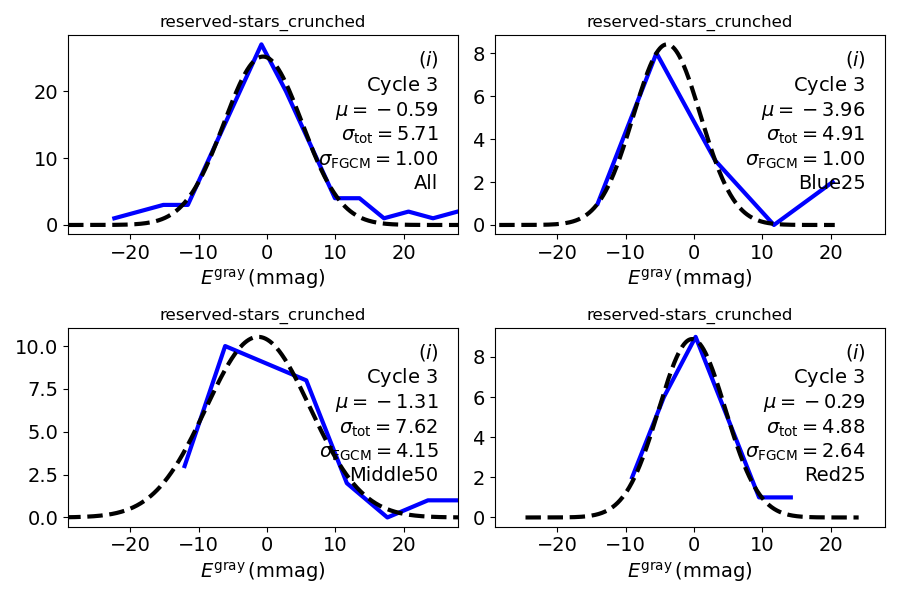 reserved-stars_crunched
(i)
Cycle 3
μ = −0.59
σtot = 5.71
σFGCM = 1.00
All
20
10
0
−20 −10 0 10 20
E^gray (mmag)
reserved-stars_crunched
(i)
Cycle 3
μ = −3.96
σtot = 4.91
σFGCM = 1.00
Blue25
8
6
4
2
0
−20 −10 0 10 20
E^gray (mmag)
reserved-stars_crunched
(i)
Cycle 3
μ = −1.31
σtot = 7.62
σFGCM = 4.15
Middle50
10.0
7.5
5.0
2.5
0.0
−20 −10 0 10 20
E^gray (mmag)
reserved-stars_crunched
(i)
Cycle 3
μ = −0.29
σtot = 4.88
σFGCM = 2.64
Red25
8
6
4
2
0
−20 −10 0 10 20
E^gray (mmag)